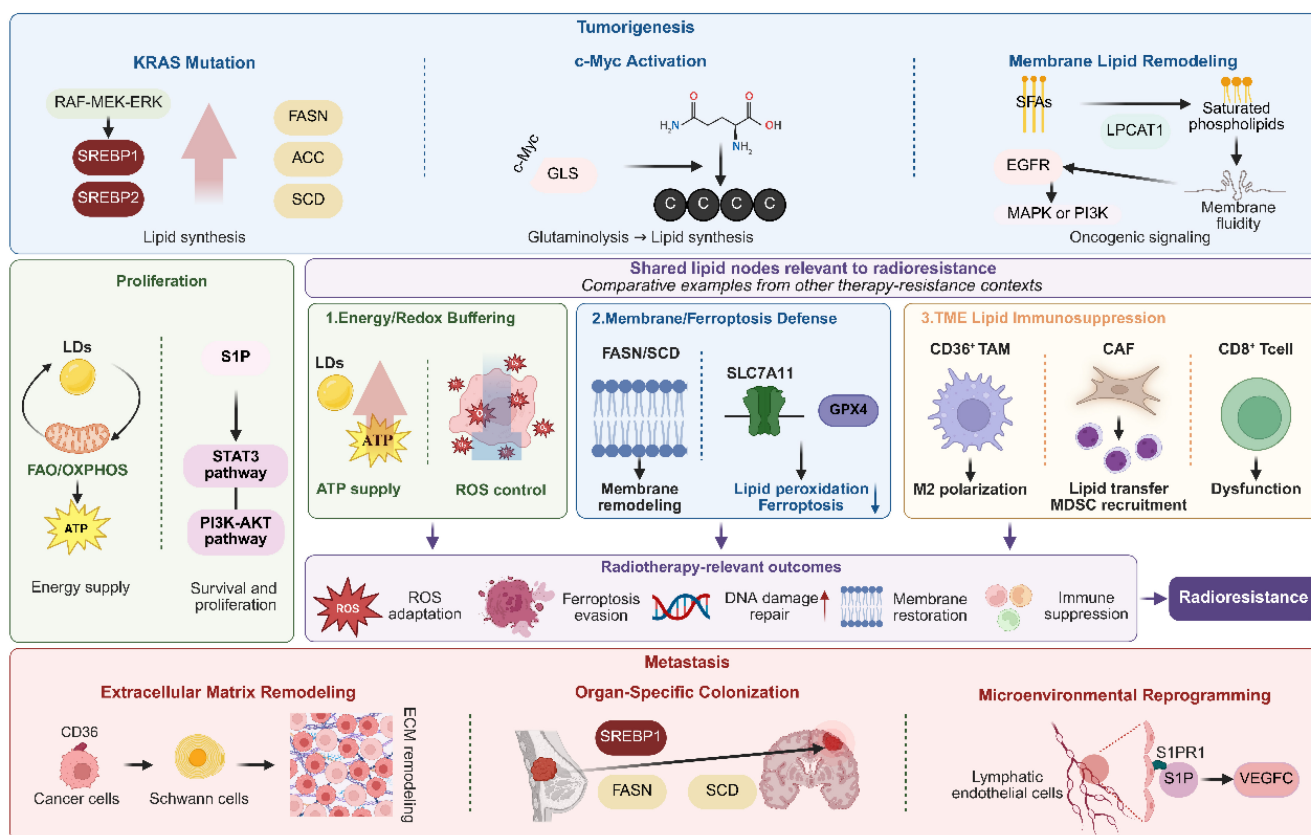 Tumorigenesis
KRAS Mutation
RAF-MEK-ERK
SREBP1
SREBP2
FASN
ACC
SCD
Lipid synthesis
c-Myc Activation
c-Myc
GLS
O
O
H₂N
OH
NH₂
C C C C
Glutaminolysis → Lipid synthesis
Membrane Lipid Remodeling
SFAs
LPCAT1
Saturated
phospholipids
EGFR
MAPK or PI3K
Membrane
fluidity
Oncogenic signaling
Proliferation
LDs
FAO/OXPHOS
ATP
Energy supply
S1P
STAT3
pathway
PI3K-AKT
pathway
Survival and
proliferation
Shared lipid nodes relevant to radioresistance
Comparative examples from other therapy-resistance contexts
1.Energy/Redox Buffering
LDs
ATP
ATP supply
ROS control
2.Membrane/Ferroptosis Defense
FASN/SCD
Membrane
remodeling
SLC7A11
GPX4
Lipid peroxidation
Ferroptosis
3.TME Lipid Immunosuppression
CD36⁺ TAM
M2 polarization
CAF
Lipid transfer
MDSC recruitment
CD8⁺ Tcell
Dysfunction
Radiotherapy-relevant outcomes
ROS
ROS
adaptation
Ferroptosis
evasion
DNA damage
repair
Membrane
restoration
Immune
suppression
Radioresistance
Metastasis
Extracellular Matrix Remodeling
CD36
Cancer cells
Schwann cells
ECM remodeling
Organ-Specific Colonization
SREBP1
FASN
SCD
Microenvironmental Reprogramming
Lymphatic
endothelial cells
S1PR1
S1P
VEGFC